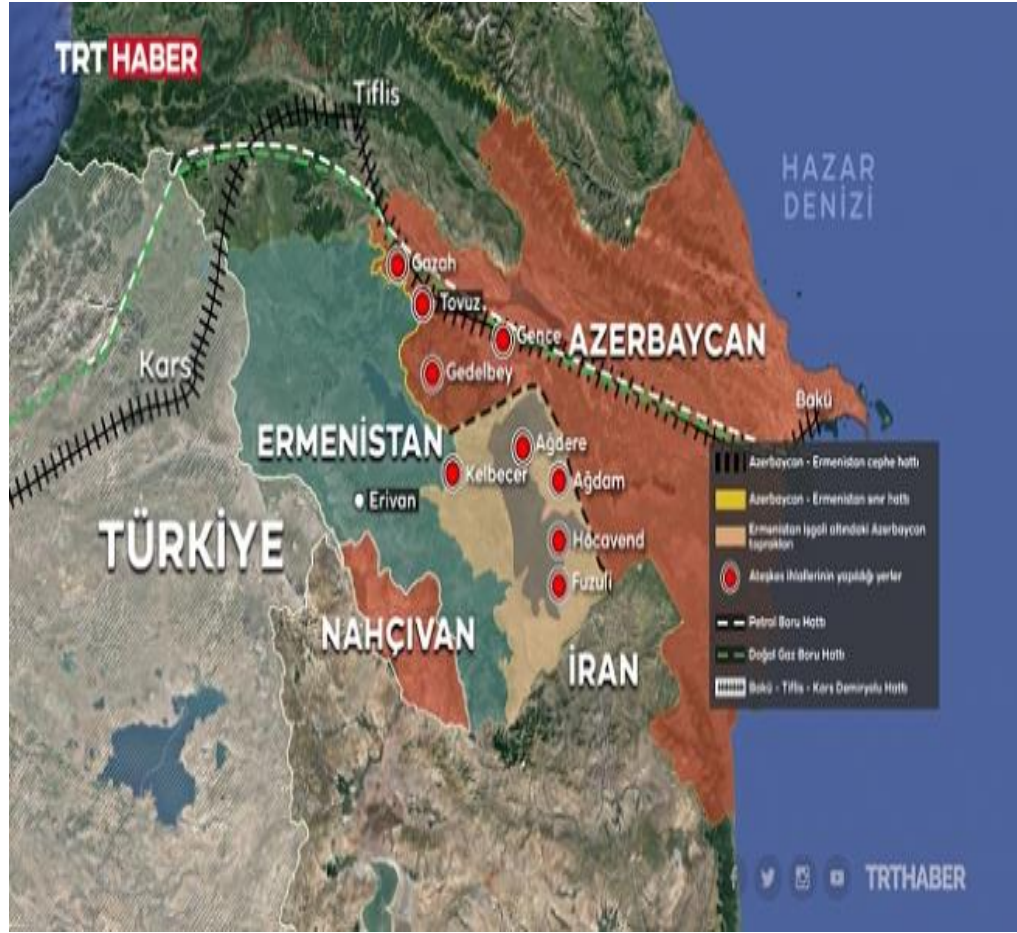 TRT HABER
Tiflis
HAZAR
DENİZİ
Gazah
Tovuz
Gence
AZERBAYCAN
Kars
Gedelbey
Bakü
ERMENİSTAN
Ağdere
Kelbecer
Ağdam
Erivan
TÜRKİYE
Hocavend
Fuzuli
NAHÇIVAN
İRAN
Azerbaycan - Ermenistan cephe hattı
Azerbaycan - Ermenistan sınır hattı
Ermenistan işgali altındaki Azerbaycan
toprakları
Ateşkes ihlallerinin yapıldığı yerler
Petrol Boru Hattı
Doğal Gaz Boru Hattı
Bakü - Tiflis - Kars Demiryolu Hattı
TRTHABER